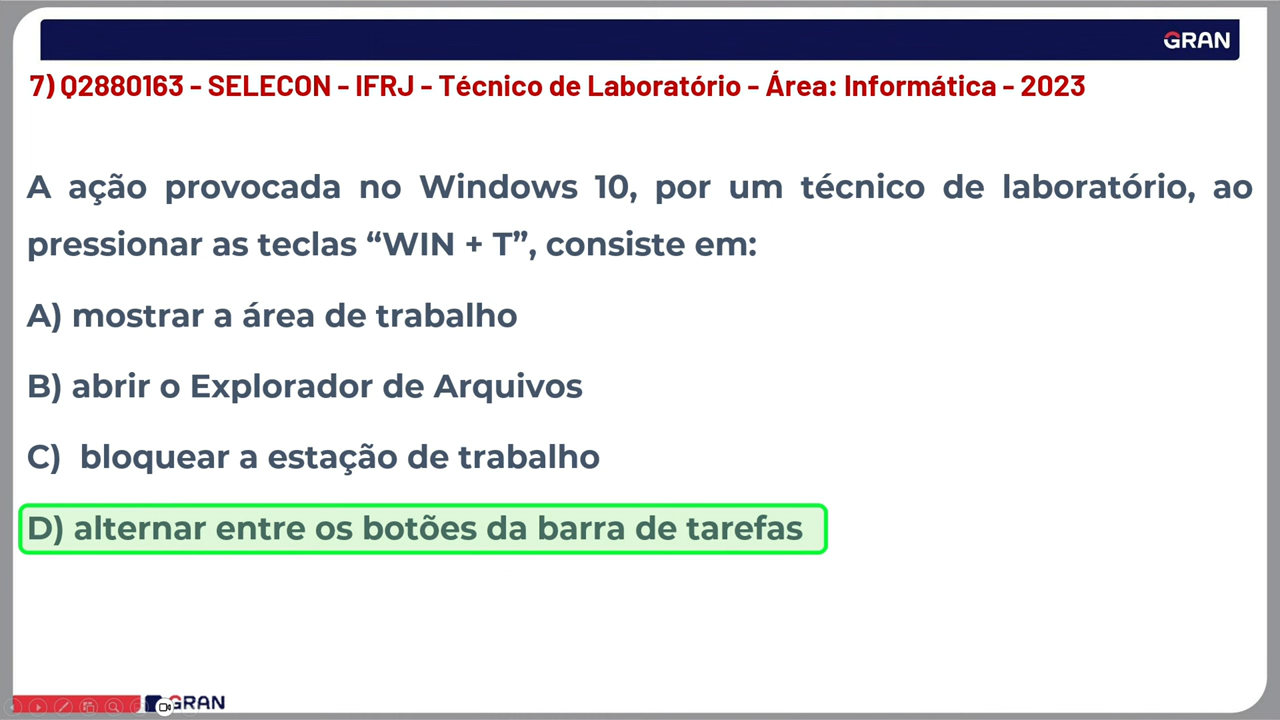 GRAN
7) Q2880163 - SELECON - IFRJ - Técnico de Laboratório - Área: Informática - 2023
A ação provocada no Windows 10, por um técnico de laboratório, ao
pressionar as teclas “WIN + T”, consiste em:
A) mostrar a área de trabalho
B) abrir o Explorador de Arquivos
C) bloquear a estação de trabalho
D) alternar entre os botões da barra de tarefas
GRAN